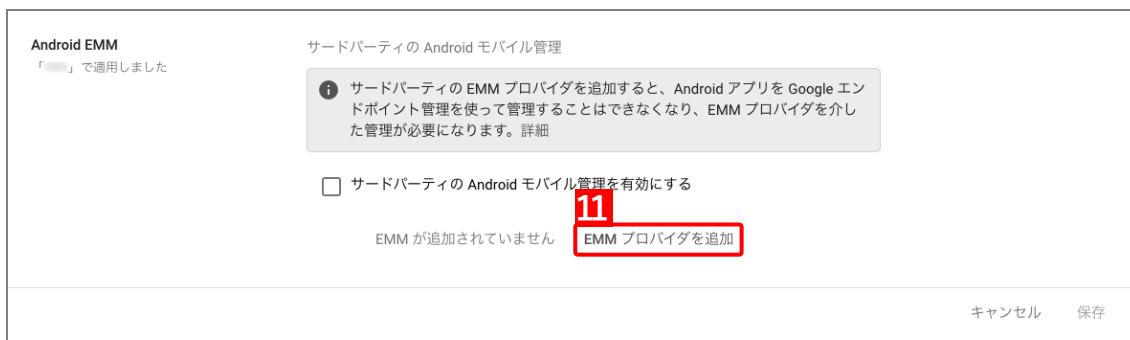 Android EMM
「 」で適用しました
サードパーティの Android モバイル管理
サードパーティの EMM プロバイダを追加すると、Android アプリを Google エン
ドポイント管理を使って管理することはできなくなり、EMM プロバイダを介し
た管理が必要になります。詳細
サードパーティの Android モバイル管理を有効にする
11
EMM が追加されていません
EMM プロバイダを追加
キャンセル
保存